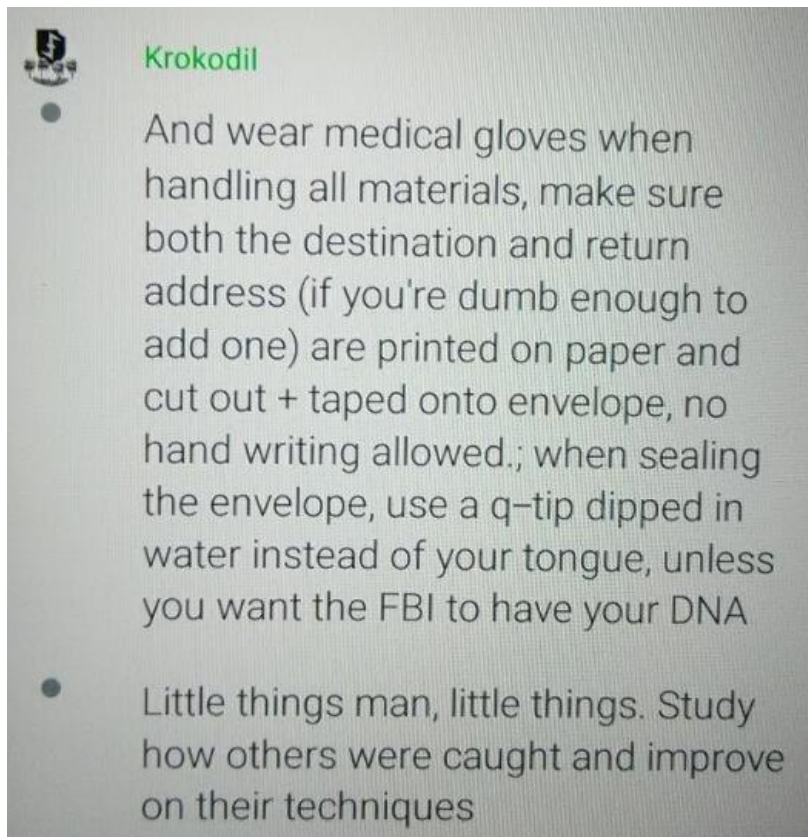 Krokodil
And wear medical gloves when
handling all materials, make sure
both the destination and return
address (if you're dumb enough to
add one) are printed on paper and
cut out + taped onto envelope, no
hand writing allowed.; when sealing
the envelope, use a q-tip dipped in
water instead of your tongue, unless
you want the FBI to have your DNA
Little things man, little things. Study
how others were caught and improve
on their techniques